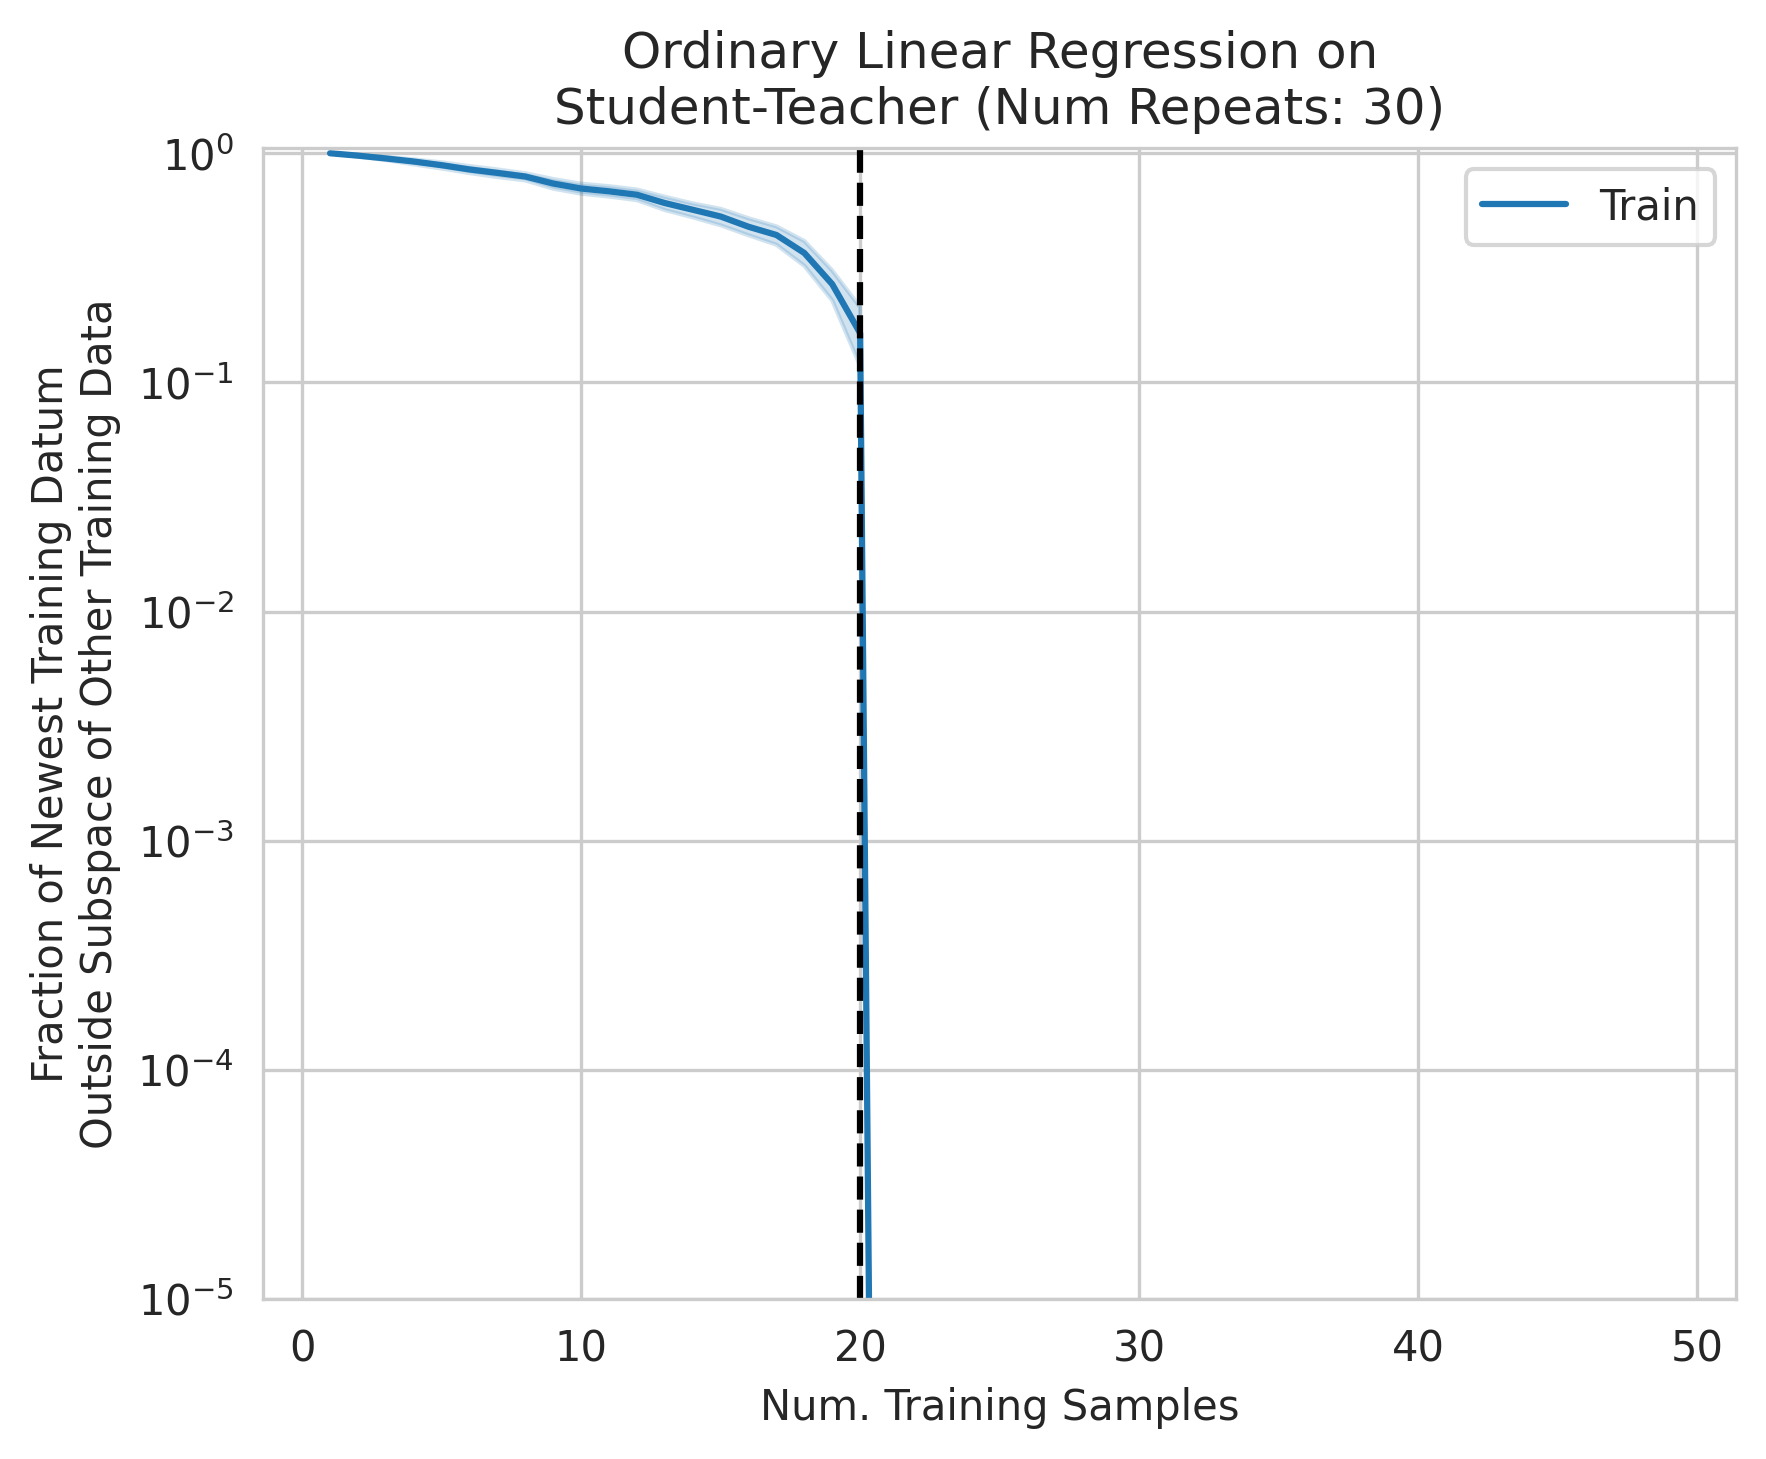 Ordinary Linear Regression on
Student-Teacher (Num Repeats: 30)
Train
Fraction of Newest Training Datum
Outside Subspace of Other Training Data
10⁰
10⁻¹
10⁻²
10⁻³
10⁻⁴
10⁻⁵
0 10 20 30 40 50
Num. Training Samples